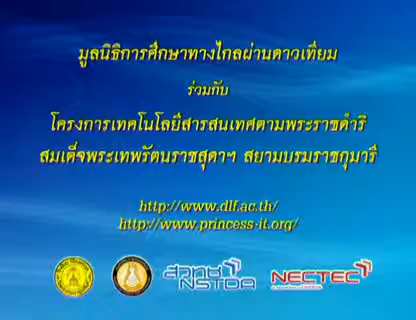 มูลนิธิการศึกษาทางไกลผ่านดาวเทียม
ร่วมกับ
โครงการเทคโนโลยีสารสนเทศตามพระราชดำริ
สมเด็จพระเทพรัตนราชสุดาฯ สยามบรมราชกุมารี
http://www.dlf.ac.th/
http://www.princess-it.org/
สวทช
NSTDA
NECTEC